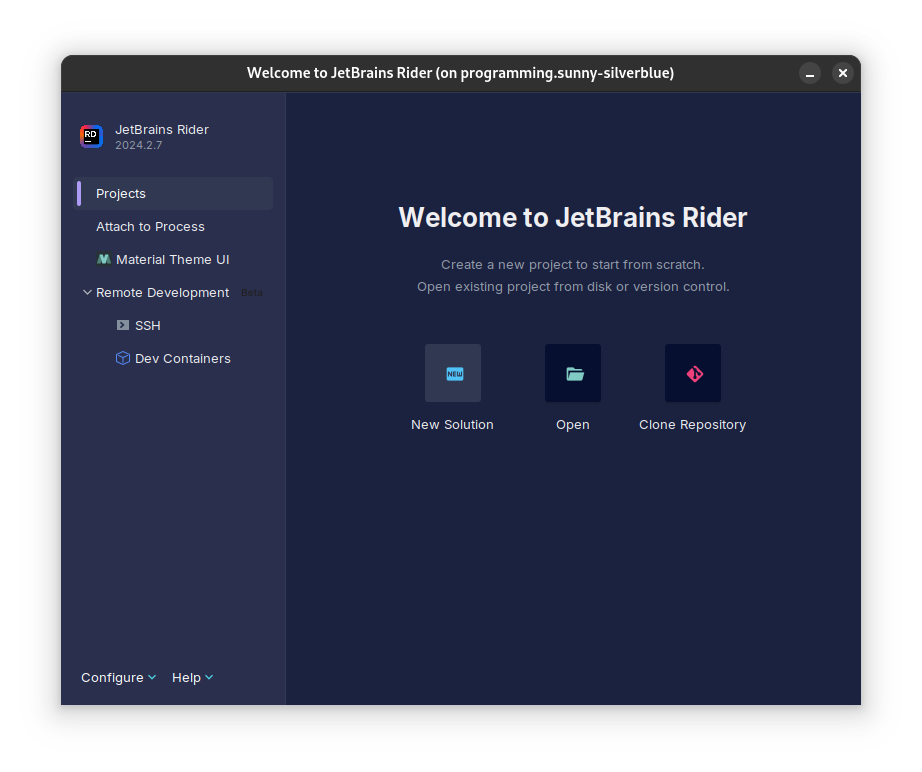 Welcome to JetBrains Rider (on programming.sunny-silverblue)
RD
JetBrains Rider
2024.2.7
Projects
Attach to Process
Material Theme UI
Remote Development Beta
SSH
Dev Containers
Welcome to JetBrains Rider
Create a new project to start from scratch.
Open existing project from disk or version control.
NEW
New Solution
Open
Clone Repository
Configure
Help